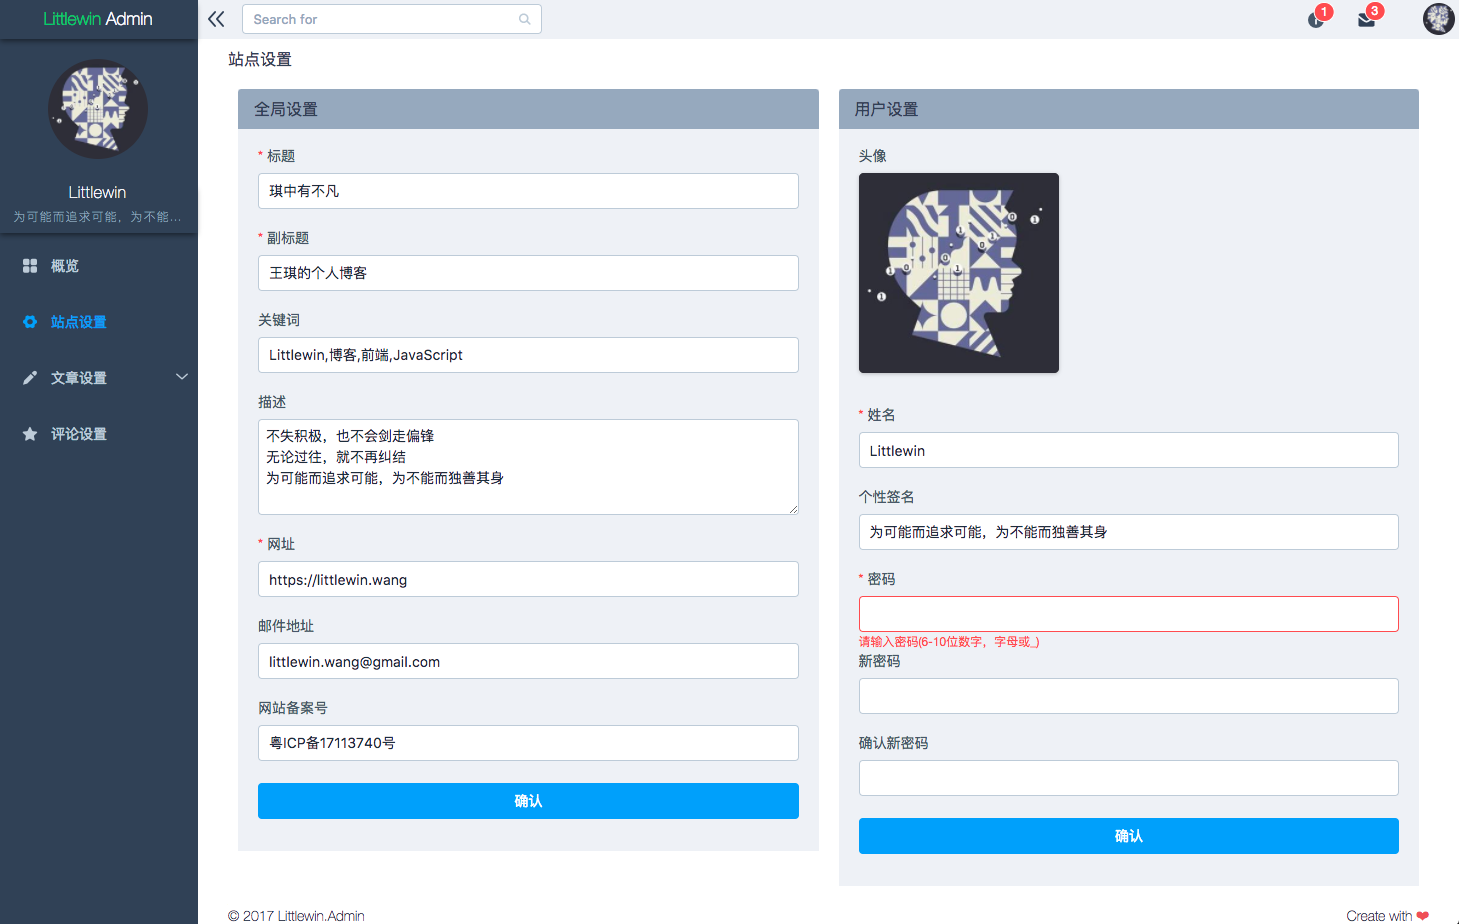 Littlewin Admin
Search for
1
3
Littlewin
为可能而追求可能，为不能...
概览
站点设置
文章设置
评论设置
站点设置
全局设置
* 标题
琪中有不凡
* 副标题
王琪的个人博客
关键词
Littlewin,博客,前端,JavaScript
描述
不失积极，也不会剑走偏锋
无论过往，就不再纠结
为可能而追求可能，为不能而独善其身
* 网址
https://littlewin.wang
邮件地址
littlewin.wang@gmail.com
网站备案号
粤ICP备17113740号
确认
用户设置
头像
* 姓名
Littlewin
个性签名
为可能而追求可能，为不能而独善其身
* 密码
请输入密码(6-10位数字，字母或_)
新密码
确认新密码
确认
© 2017 Littlewin.Admin
Create with ❤